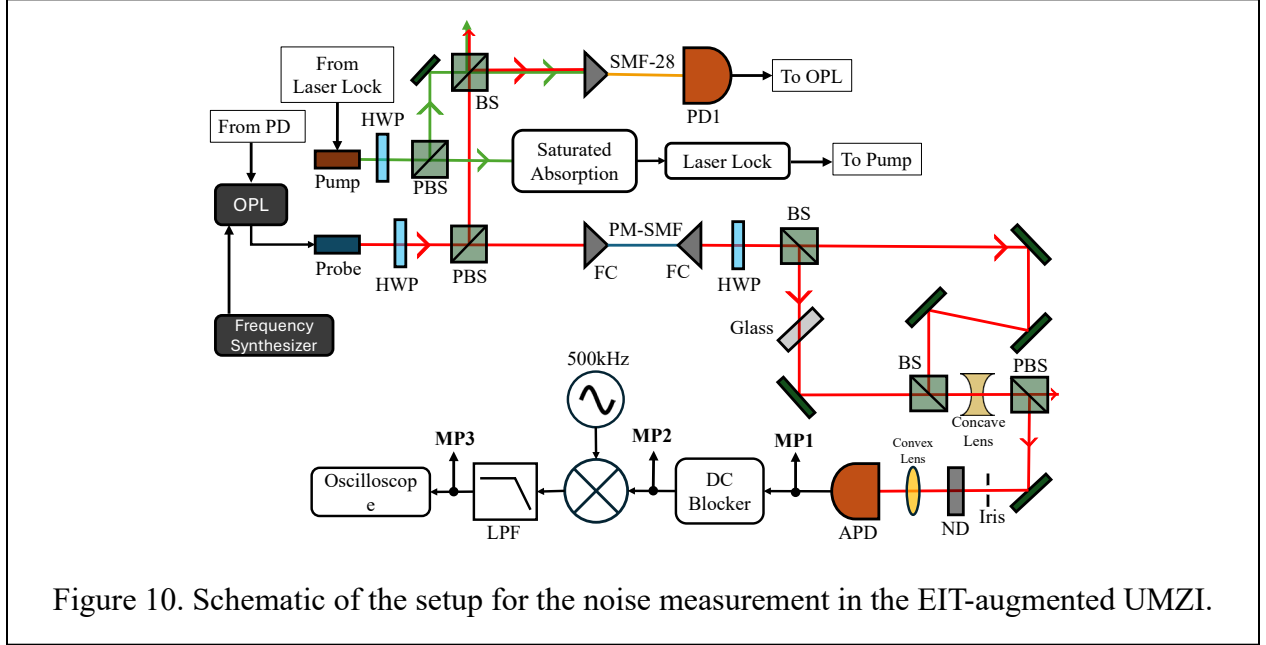 From
Laser Lock
SMF-28
BS
PD1
To OPL
From PD
HWP
Pump
PBS
Saturated
Absorption
Laser Lock
To Pump
OPL
Probe
HWP
PBS
PM-SMF
FC
FC
HWP
BS
Frequency
Synthesizer
Glass
BS
PBS
Concave
Lens
500kHz
MP3
MP2
MP1
Convex
Lens
Oscilloscop
e
LPF
DC
Blocker
APD
ND
Iris
Figure 10. Schematic of the setup for the noise measurement in the EIT-augmented UMZI.